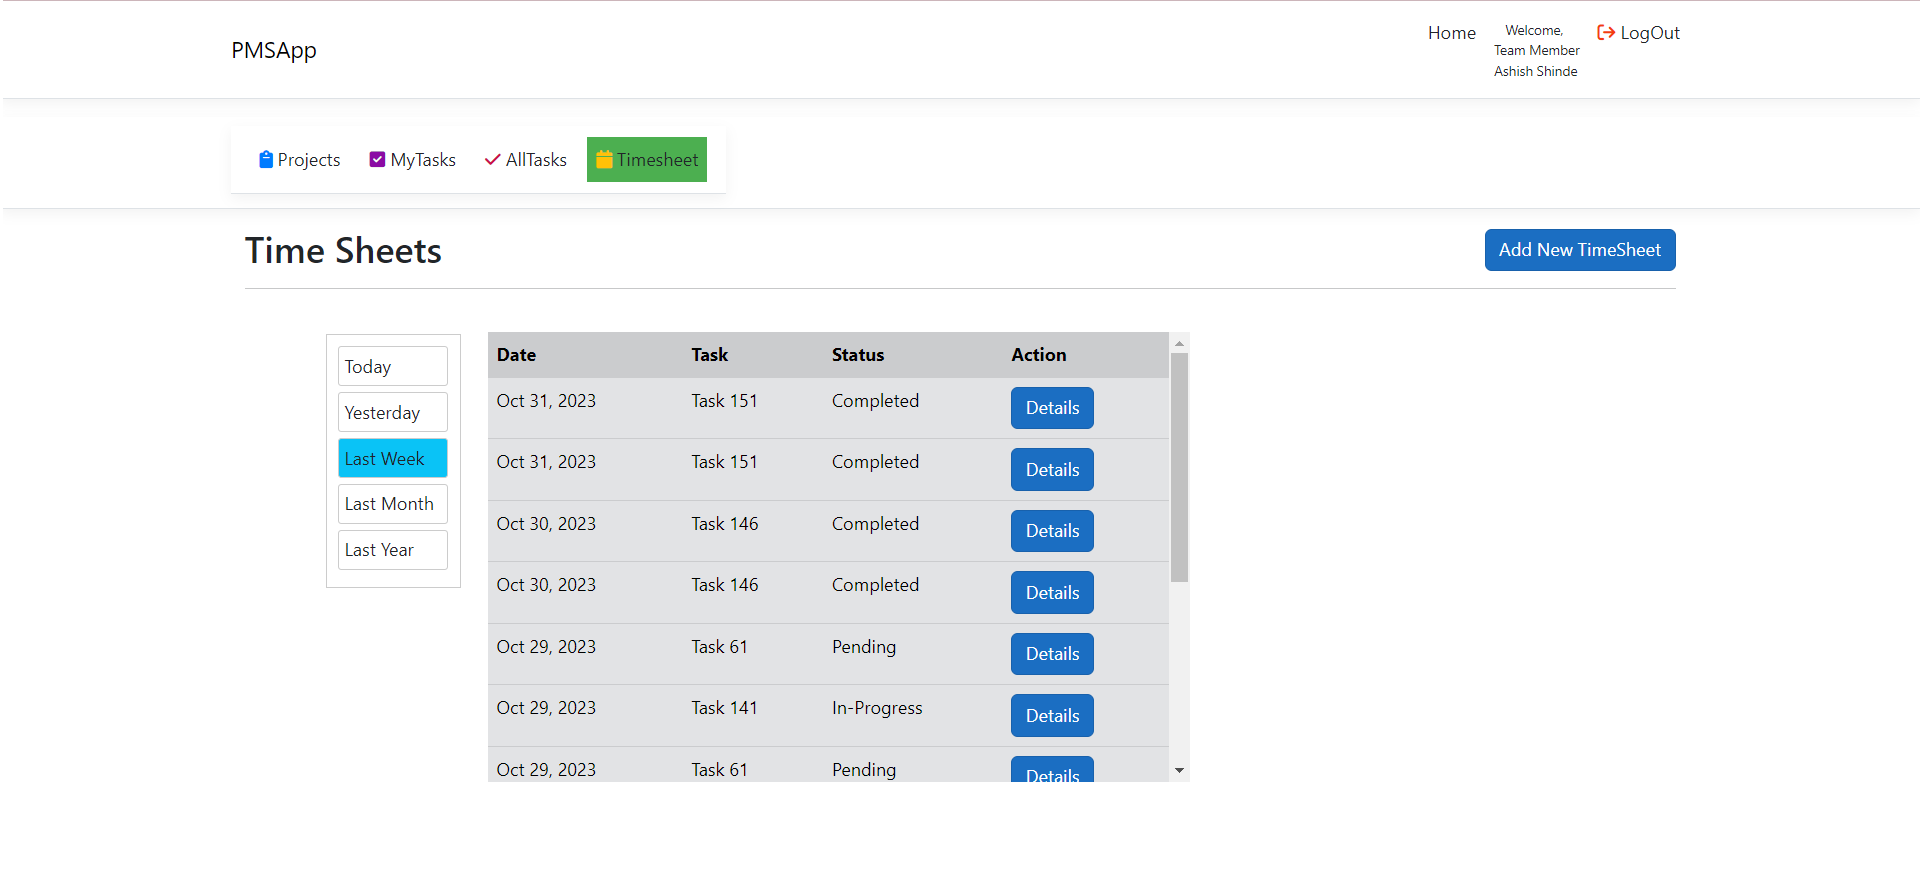 PMSApp
Home
Welcome,
Team Member
Ashish Shinde
LogOut
Projects
MyTasks
AllTasks
Timesheet
Time Sheets
Add New TimeSheet
Today
Yesterday
Last Week
Last Month
Last Year
Date Task Status Action
Oct 31, 2023 Task 151 Completed Details
Oct 31, 2023 Task 151 Completed Details
Oct 30, 2023 Task 146 Completed Details
Oct 30, 2023 Task 146 Completed Details
Oct 29, 2023 Task 61 Pending Details
Oct 29, 2023 Task 141 In-Progress Details
Oct 29, 2023 Task 61 Pending Details